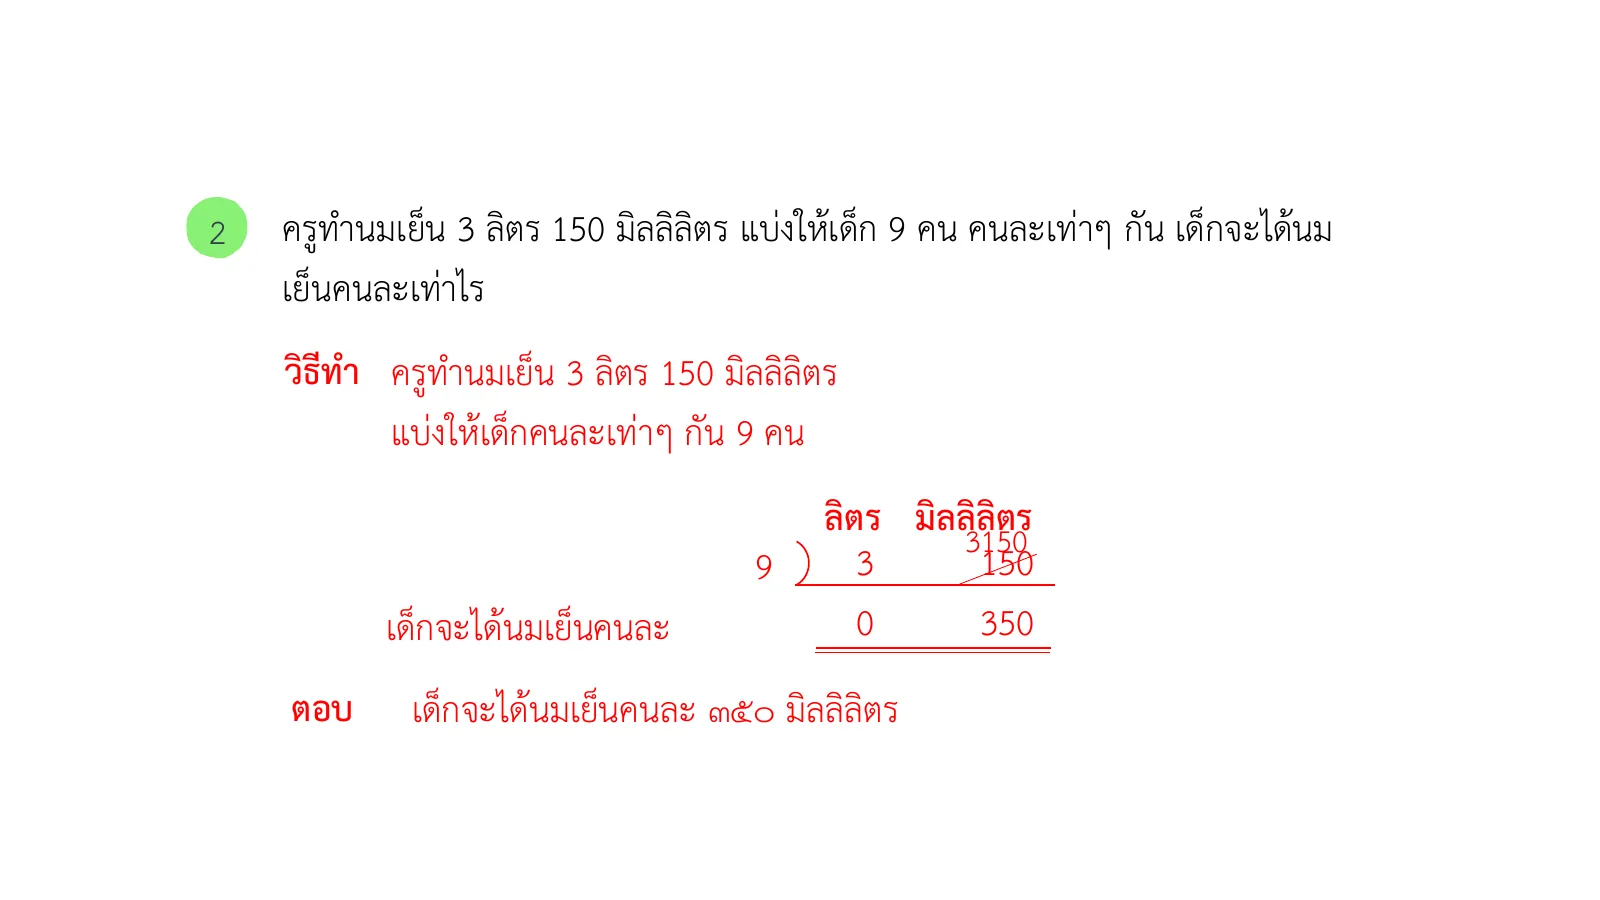 2 ครูทำนมเย็น 3 ลิตร 150 มิลลิลิตร แบ่งให้เด็ก 9 คน คนละเท่าๆ กัน เด็กจะได้นม
เย็นคนละเท่าไร
วิธีทำ ครูทำนมเย็น 3 ลิตร 150 มิลลิลิตร
แบ่งให้เด็กคนละเท่าๆ กัน 9 คน
ลิตร มิลลิลิตร
3150
9 ) 3 150
เด็กจะได้นมเย็นคนละ 0 350
ตอบ เด็กจะได้นมเย็นคนละ ๓๕๐ มิลลิลิตร